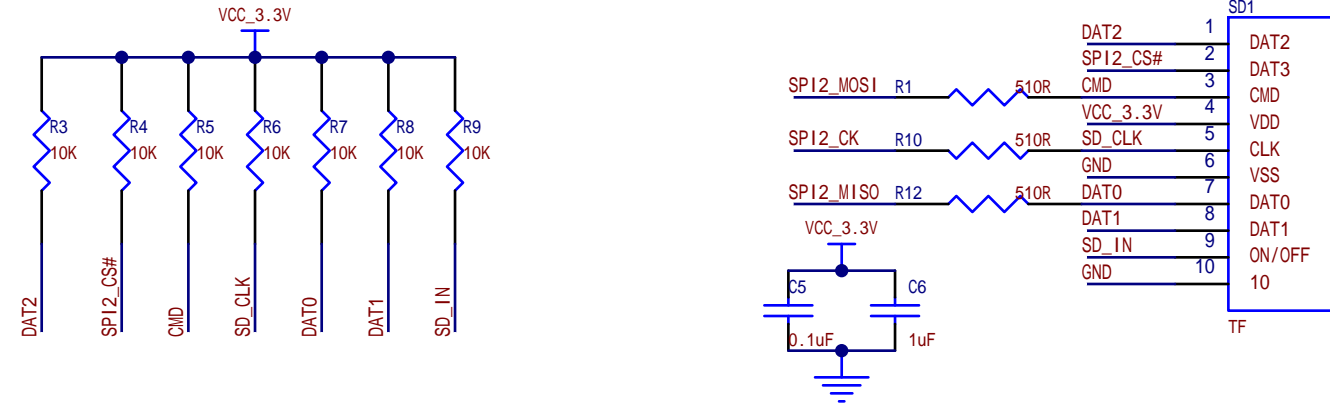 VCC_3.3V
R3
10K
R4
10K
R5
10K
R6
10K
R7
10K
R8
10K
R9
10K
DAT2
SPI2_CS#
CMD
SD_CLK
DAT0
DAT1
SD_IN
SD1
DAT2 1 DAT2
SPI2_CS# 2 DAT3
SPI2_MOSI R1 510R CMD 3 CMD
VCC_3.3V 4 VDD
SPI2_CK R10 510R SD_CLK 5 CLK
GND 6 VSS
SPI2_MISO R12 510R DAT0 7 DAT0
DAT1 8 DAT1
SD_IN 9 ON/OFF
GND 10 10
TF
VCC_3.3V
C5
0.1uF
C6
1uF